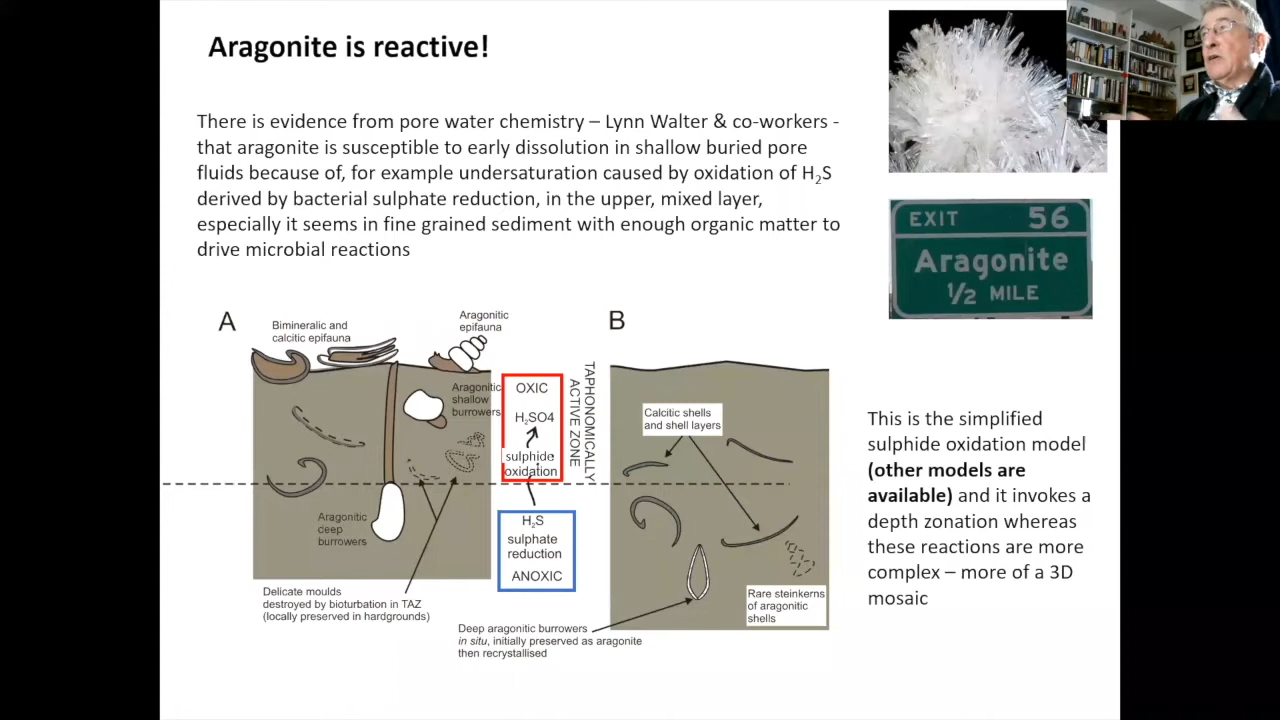 Aragonite is reactive!
There is evidence from pore water chemistry – Lynn Walter & co-workers -
that aragonite is susceptible to early dissolution in shallow buried pore
fluids because of, for example undersaturation caused by oxidation of H₂S
derived by bacterial sulphate reduction, in the upper, mixed layer,
especially it seems in fine grained sediment with enough organic matter to
drive microbial reactions
EXIT 56
Aragonite
½ MILE
A
Bimineralic and
calcitic epifauna
Aragonitic
epifauna
Aragonitic
shallow
burrowers
Aragonitic
deep
burrowers
Delicate moulds
destroyed by bioturbation in TAZ
(locally preserved in hardgrounds)
OXIC
H₂SO4
sulphide
oxidation
H₂S
sulphate
reduction
ANOXIC
TAPHONOMICALLY
ACTIVE ZONE
B
Calcitic shells
and shell layers
Rare steinkerns
of aragonitic
shells
Deep aragonitic burrowers
in situ, initially preserved as aragonite
then recrystallised
This is the simplified
sulphide oxidation model
(other models are
available) and it invokes a
depth zonation whereas
these reactions are more
complex – more of a 3D
mosaic